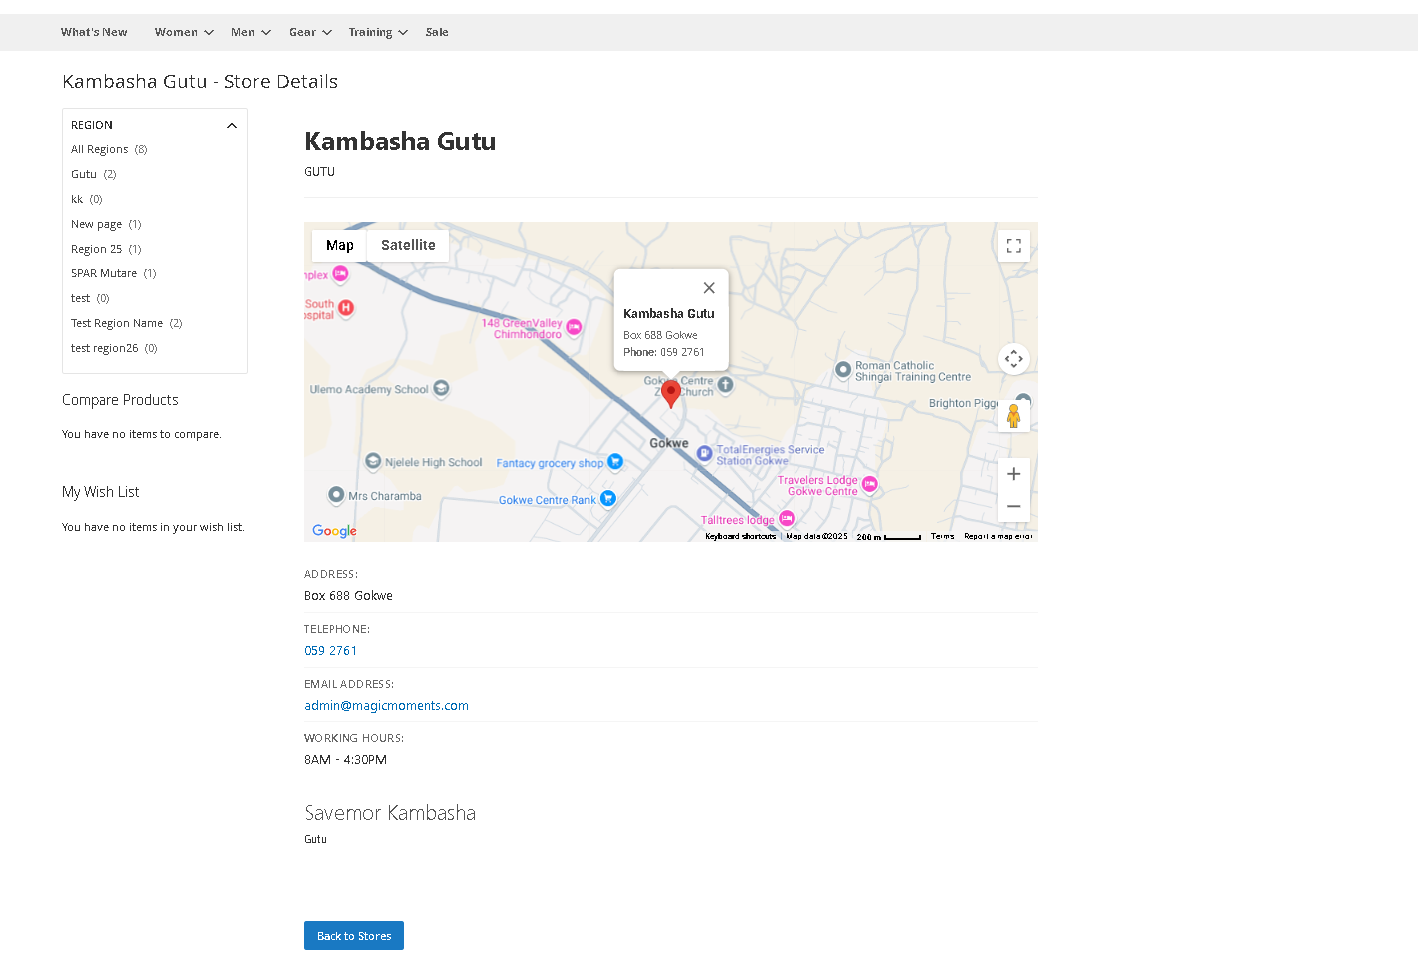 What's New Women Men Gear Training Sale
Kambasha Gutu - Store Details
REGION
All Regions (8)
Gutu (2)
kk (0)
New page (1)
Region 25 (1)
SPAR Mutare (1)
test (0)
Test Region Name (2)
test region26 (0)
Compare Products
You have no items to compare.
My Wish List
You have no items in your wish list.
Kambasha Gutu
GUTU
Map Satellite
South
148 GreenValley
Chimhondoro
Kambasha Gutu
Box 688 Gokwe
Phone: 059 2761
Ulemo Academy School
Centre
Church
Roman Catholic
Shingai Training Centre
Brighton
Gokwe
TotalEnergies Service
Station Gokwe
Njelele High School
Fantacy grocery shop
Travelers Lodge
Gokwe Centre
Mrs Charamba
Gokwe Centre Rank
Talltrees lodge
Google
Keyboard shortcuts Map data ©2025 200 m Terms Report a map error
ADDRESS:
Box 688 Gokwe
TELEPHONE:
059 2761
EMAIL ADDRESS:
admin@magicmoments.com
WORKING HOURS:
8AM - 4:30PM
Savemor Kambasha
Gutu
Back to Stores